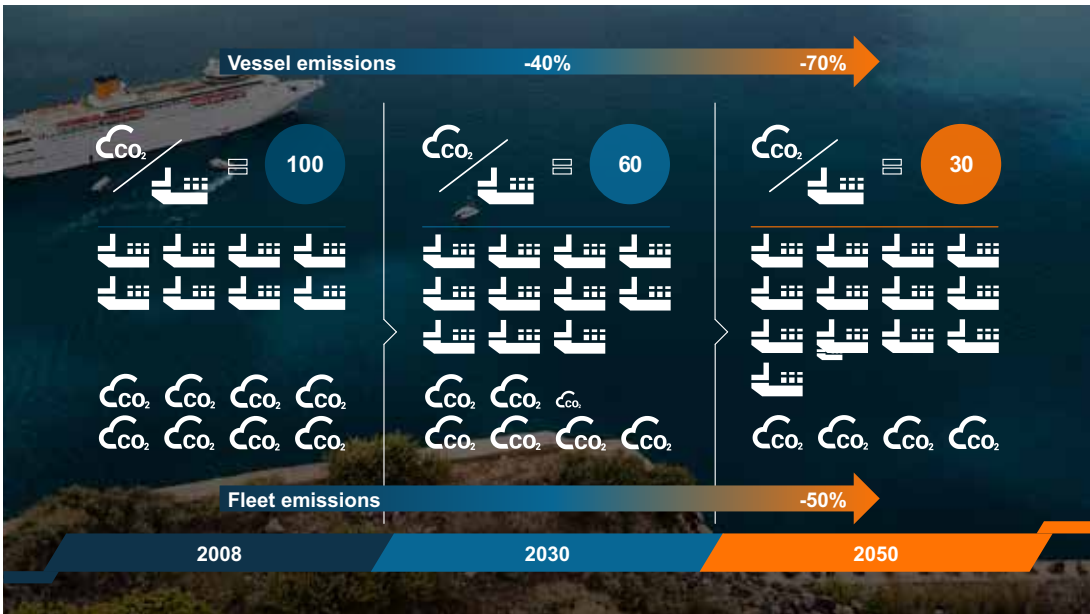 Vessel emissions -40% -70%
CO2 = 100
CO2 = 60
CO2 = 30
CO2 CO2 CO2 CO2
CO2 CO2 CO2 CO2
CO2 CO2 CO2
CO2 CO2 CO2 CO2
CO2 CO2 CO2 CO2
Fleet emissions -50%
2008 2030 2050